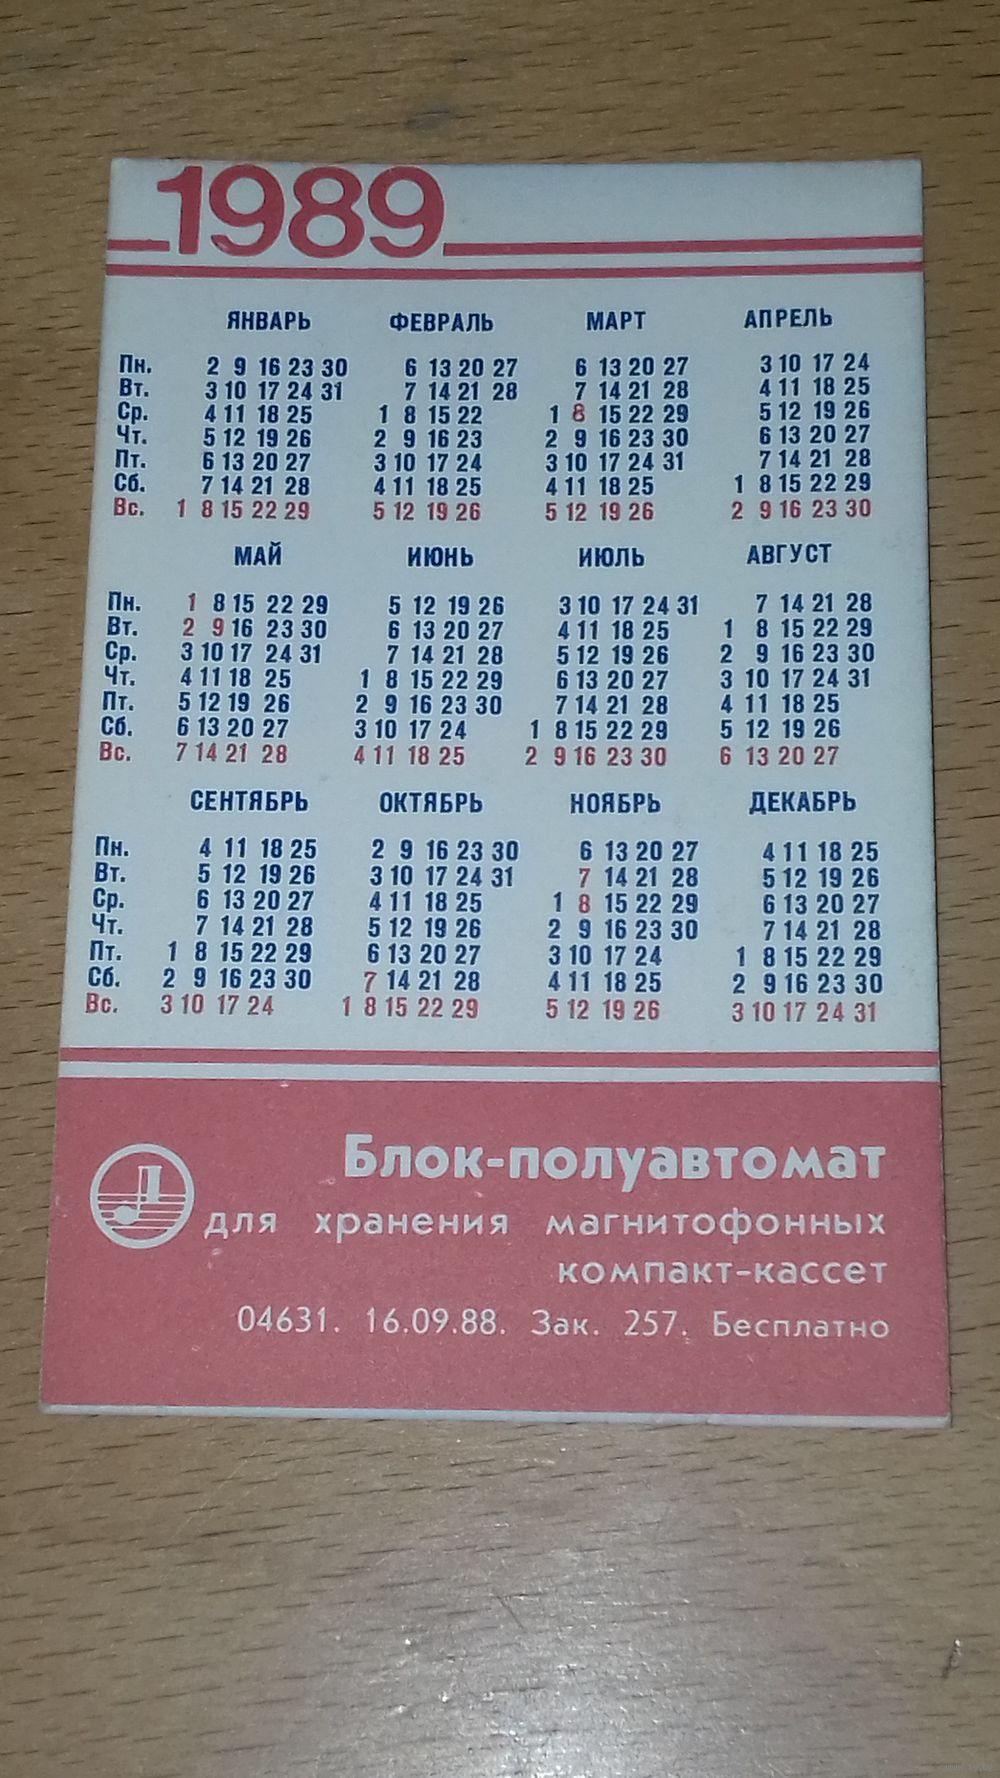 1989
ЯНВАРЬ ФЕВРАЛЬ МАРТ АПРЕЛЬ
Пн. 2 9 16 23 30 6 13 20 27 6 13 20 27 3 10 17 24
Вт. 3 10 17 24 31 7 14 21 28 7 14 21 28 4 11 18 25
Ср. 4 11 18 25 1 8 15 22 1 8 15 22 29 5 12 19 26
Чт. 5 12 19 26 2 9 16 23 2 9 16 23 30 6 13 20 27
Пт. 6 13 20 27 3 10 17 24 3 10 17 24 31 7 14 21 28
Сб. 7 14 21 28 4 11 18 25 4 11 18 25 1 8 15 22 29
Вс. 1 8 15 22 29 5 12 19 26 5 12 19 26 2 9 16 23 30
МАЙ ИЮНЬ ИЮЛЬ АВГУСТ
Пн. 1 8 15 22 29 5 12 19 26 3 10 17 24 31 7 14 21 28
Вт. 2 9 16 23 30 6 13 20 27 4 11 18 25 1 8 15 22 29
Ср. 3 10 17 24 31 7 14 21 28 5 12 19 26 2 9 16 23 30
Чт. 4 11 18 25 1 8 15 22 29 6 13 20 27 3 10 17 24 31
Пт. 5 12 19 26 2 9 16 23 30 7 14 21 28 4 11 18 25
Сб. 6 13 20 27 3 10 17 24 1 8 15 22 29 5 12 19 26
Вс. 7 14 21 28 4 11 18 25 2 9 16 23 30 6 13 20 27
СЕНТЯБРЬ ОКТЯБРЬ НОЯБРЬ ДЕКАБРЬ
Пн. 4 11 18 25 2 9 16 23 30 6 13 20 27 4 11 18 25
Вт. 5 12 19 26 3 10 17 24 31 7 14 21 28 5 12 19 26
Ср. 6 13 20 27 4 11 18 25 1 8 15 22 29 6 13 20 27
Чт. 7 14 21 28 5 12 19 26 2 9 16 23 30 7 14 21 28
Пт. 1 8 15 22 29 6 13 20 27 3 10 17 24 1 8 15 22 29
Сб. 2 9 16 23 30 7 14 21 28 4 11 18 25 2 9 16 23 30
Вс. 3 10 17 24 1 8 15 22 29 5 12 19 26 3 10 17 24 31
Блок-полуавтомат
для хранения магнитофонных
компакт-кассет
04631. 16.09.88. Зак. 257. Бесплатно